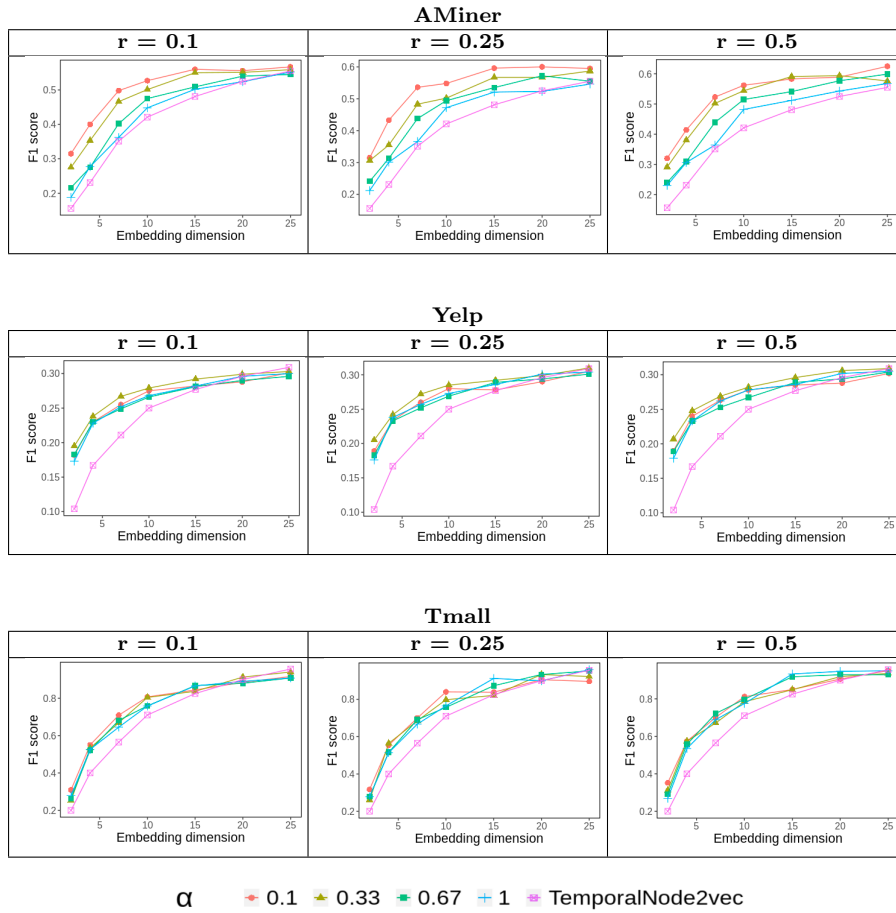 AMiner
r = 0.1 r = 0.25 r = 0.5
F1 score
0.5
0.4
0.3
0.2
5 10 15 20 25
Embedding dimension
F1 score
0.6
0.5
0.4
0.3
0.2
5 10 15 20 25
Embedding dimension
F1 score
0.6
0.5
0.4
0.3
0.2
5 10 15 20 25
Embedding dimension
Yelp
r = 0.1 r = 0.25 r = 0.5
F1 score
0.30
0.25
0.20
0.15
0.10
5 10 15 20 25
Embedding dimension
F1 score
0.30
0.25
0.20
0.15
0.10
5 10 15 20 25
Embedding dimension
F1 score
0.30
0.25
0.20
0.15
0.10
5 10 15 20 25
Embedding dimension
Tmall
r = 0.1 r = 0.25 r = 0.5
F1 score
0.8
0.6
0.4
0.2
5 10 15 20 25
Embedding dimension
F1 score
0.8
0.6
0.4
0.2
5 10 15 20 25
Embedding dimension
F1 score
0.8
0.6
0.4
0.2
5 10 15 20 25
Embedding dimension
α 0.1 0.33 0.67 1 TemporalNode2vec